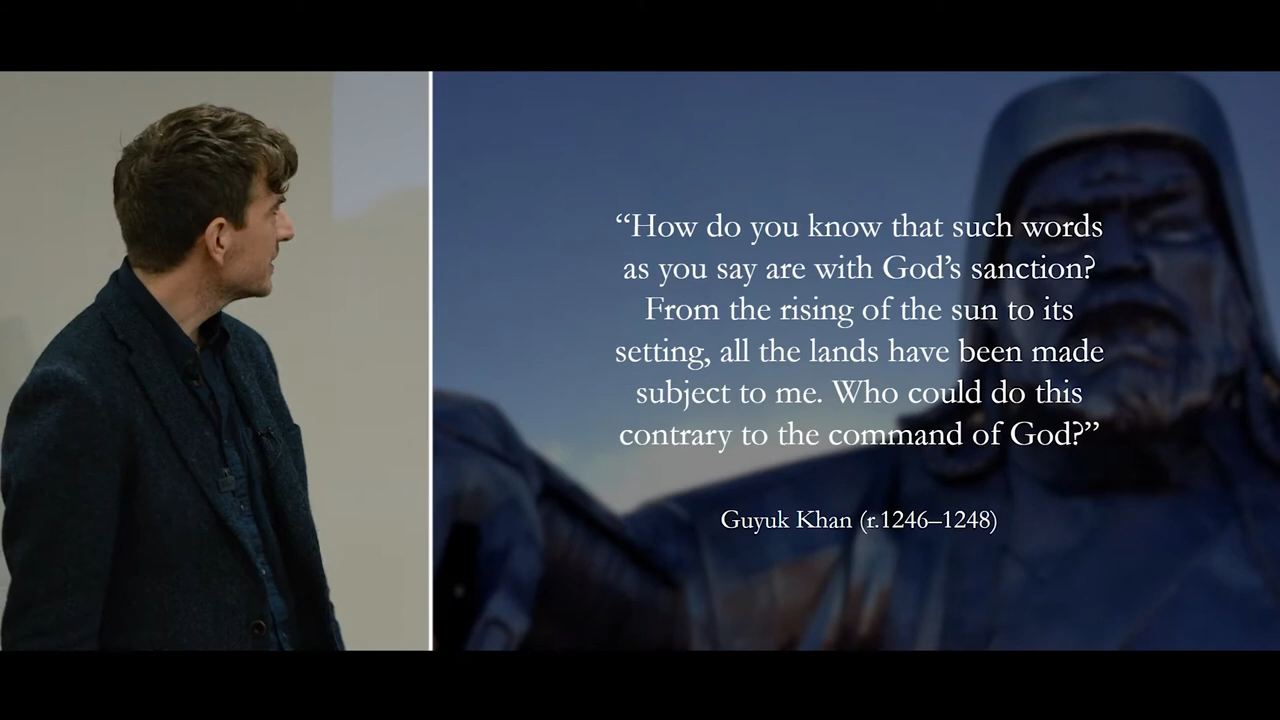 “How do you know that such words
as you say are with God’s sanction?
From the rising of the sun to its
setting, all the lands have been made
subject to me. Who could do this
contrary to the command of God?”
Guyuk Khan (r.1246–1248)